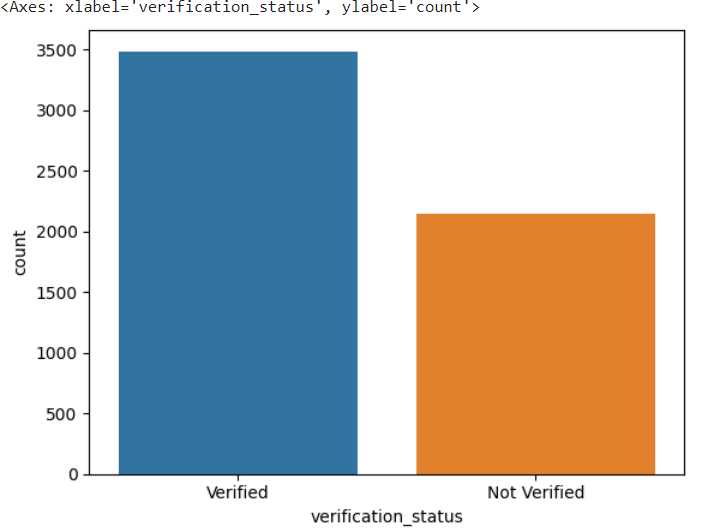 <Axes: xlabel='verification_status', ylabel='count'>
3500
3000
2500
2000
1500
1000
500
0
count
Verified
Not Verified
verification_status